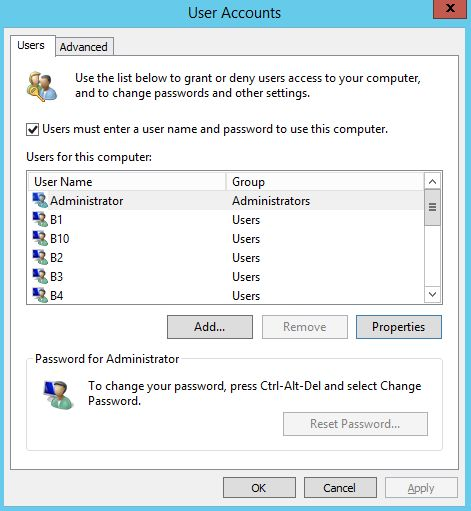 User Accounts
x
Users
Advanced
Use the list below to grant or deny users access to your computer,
and to change passwords and other settings.
Users must enter a user name and password to use this computer.
Users for this computer:
User Name Group
Administrator Administrators
B1 Users
B10 Users
B2 Users
B3 Users
B4 Users
Add... Remove Properties
Password for Administrator
To change your password, press Ctrl-Alt-Del and select Change
Password.
Reset Password...
OK Cancel Apply